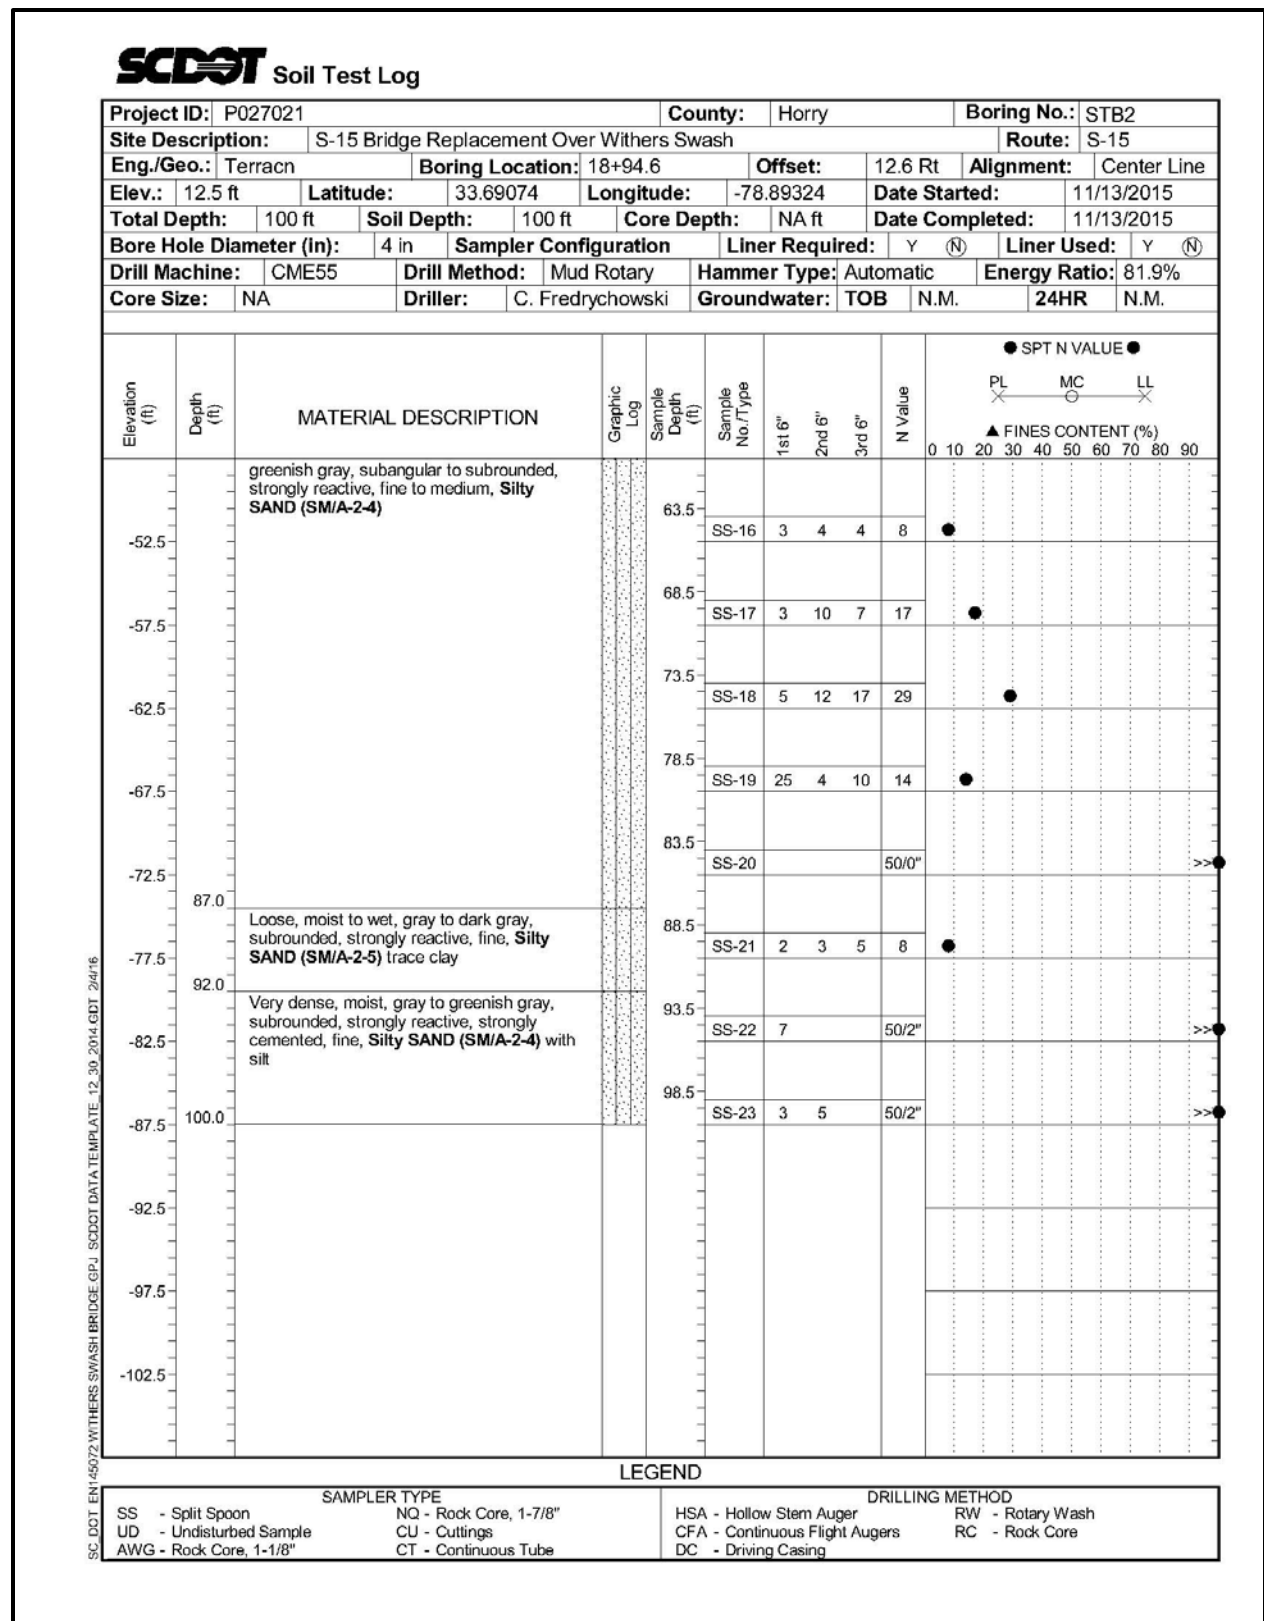 SCDOT Soil Test Log
Project ID: P027021 County: Horry Boring No.: STB2
Site Description: S-15 Bridge Replacement Over Withers Swash Route: S-15
Eng./Geo.: Terracn Boring Location: 18+94.6 Offset: 12.6 Rt Alignment: Center Line
Elev.: 12.5 ft Latitude: 33.69074 Longitude: -78.89324 Date Started: 11/13/2015
Total Depth: 100 ft Soil Depth: 100 ft Core Depth: NA ft Date Completed: 11/13/2015
Bore Hole Diameter (in): 4 in Sampler Configuration Liner Required: Y N Liner Used: Y N
Drill Machine: CME55 Drill Method: Mud Rotary Hammer Type: Automatic Energy Ratio: 81.9%
Core Size: NA Driller: C. Fredrychowski Groundwater: TOB N.M. 24HR N.M.
Elevation (ft) Depth (ft) MATERIAL DESCRIPTION Graphic Log Sample Depth (ft) Sample No./Type 1st 6" 2nd 6" 3rd 6" N Value
● SPT N VALUE ●
PL MC LL
▲ FINES CONTENT (%)
0 10 20 30 40 50 60 70 80 90
greenish gray, subangular to subrounded,
strongly reactive, fine to medium, Silty
SAND (SM/A-2-4)
63.5
SS-16 3 4 4 8
-52.5
68.5
SS-17 3 10 7 17
-57.5
73.5
SS-18 5 12 17 29
-62.5
78.5
SS-19 25 4 10 14
-67.5
83.5
SS-20 50/0" >>
-72.5
87.0
Loose, moist to wet, gray to dark gray,
subrounded, strongly reactive, fine, Silty
SAND (SM/A-2-5) trace clay
88.5
SS-21 2 3 5 8
-77.5
92.0
Very dense, moist, gray to greenish gray,
subrounded, strongly reactive, strongly
cemented, fine, Silty SAND (SM/A-2-4) with
silt
93.5
SS-22 7 50/2" >>
-82.5
98.5
SS-23 3 5 50/2" >>
100.0
-87.5
-92.5
-97.5
-102.5
SC_DOT EN145072 WITHERS SWASH BRIDGE.GPJ SCDOT DATA TEMPLATE_12_30_2014.GDT 2/4/16
LEGEND
SAMPLER TYPE DRILLING METHOD
SS - Split Spoon NQ - Rock Core, 1-7/8" HSA - Hollow Stem Auger RW - Rotary Wash
UD - Undisturbed Sample CU - Cuttings CFA - Continuous Flight Augers RC - Rock Core
AWG - Rock Core, 1-1/8" CT - Continuous Tube DC - Driving Casing